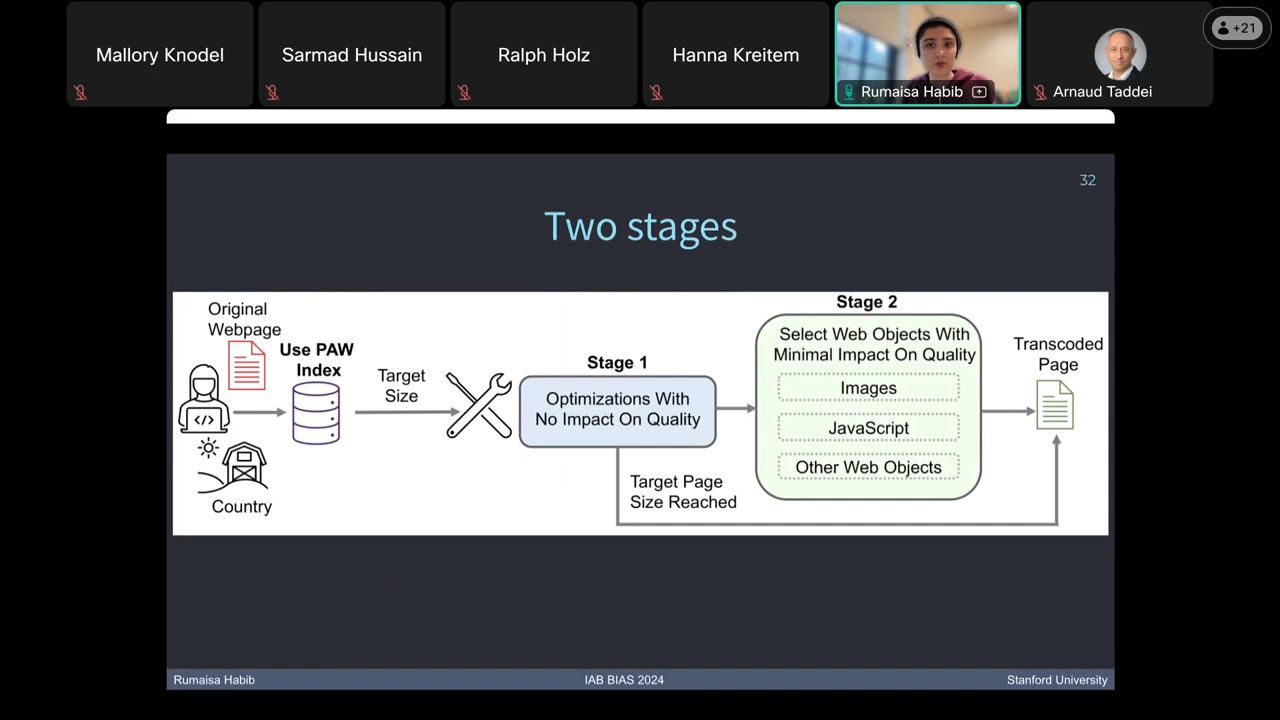 Mallory Knodel
Sarmad Hussain
Ralph Holz
Hanna Kreitem
Rumaisa Habib
Arnaud Taddei
+21
32
Two stages
Original
Webpage
Use PAW
Index
Country
Target
Size
Stage 1
Optimizations With
No Impact On Quality
Target Page
Size Reached
Stage 2
Select Web Objects With
Minimal Impact On Quality
Images
JavaScript
Other Web Objects
Transcoded
Page
Rumaisa Habib
IAB BIAS 2024
Stanford University